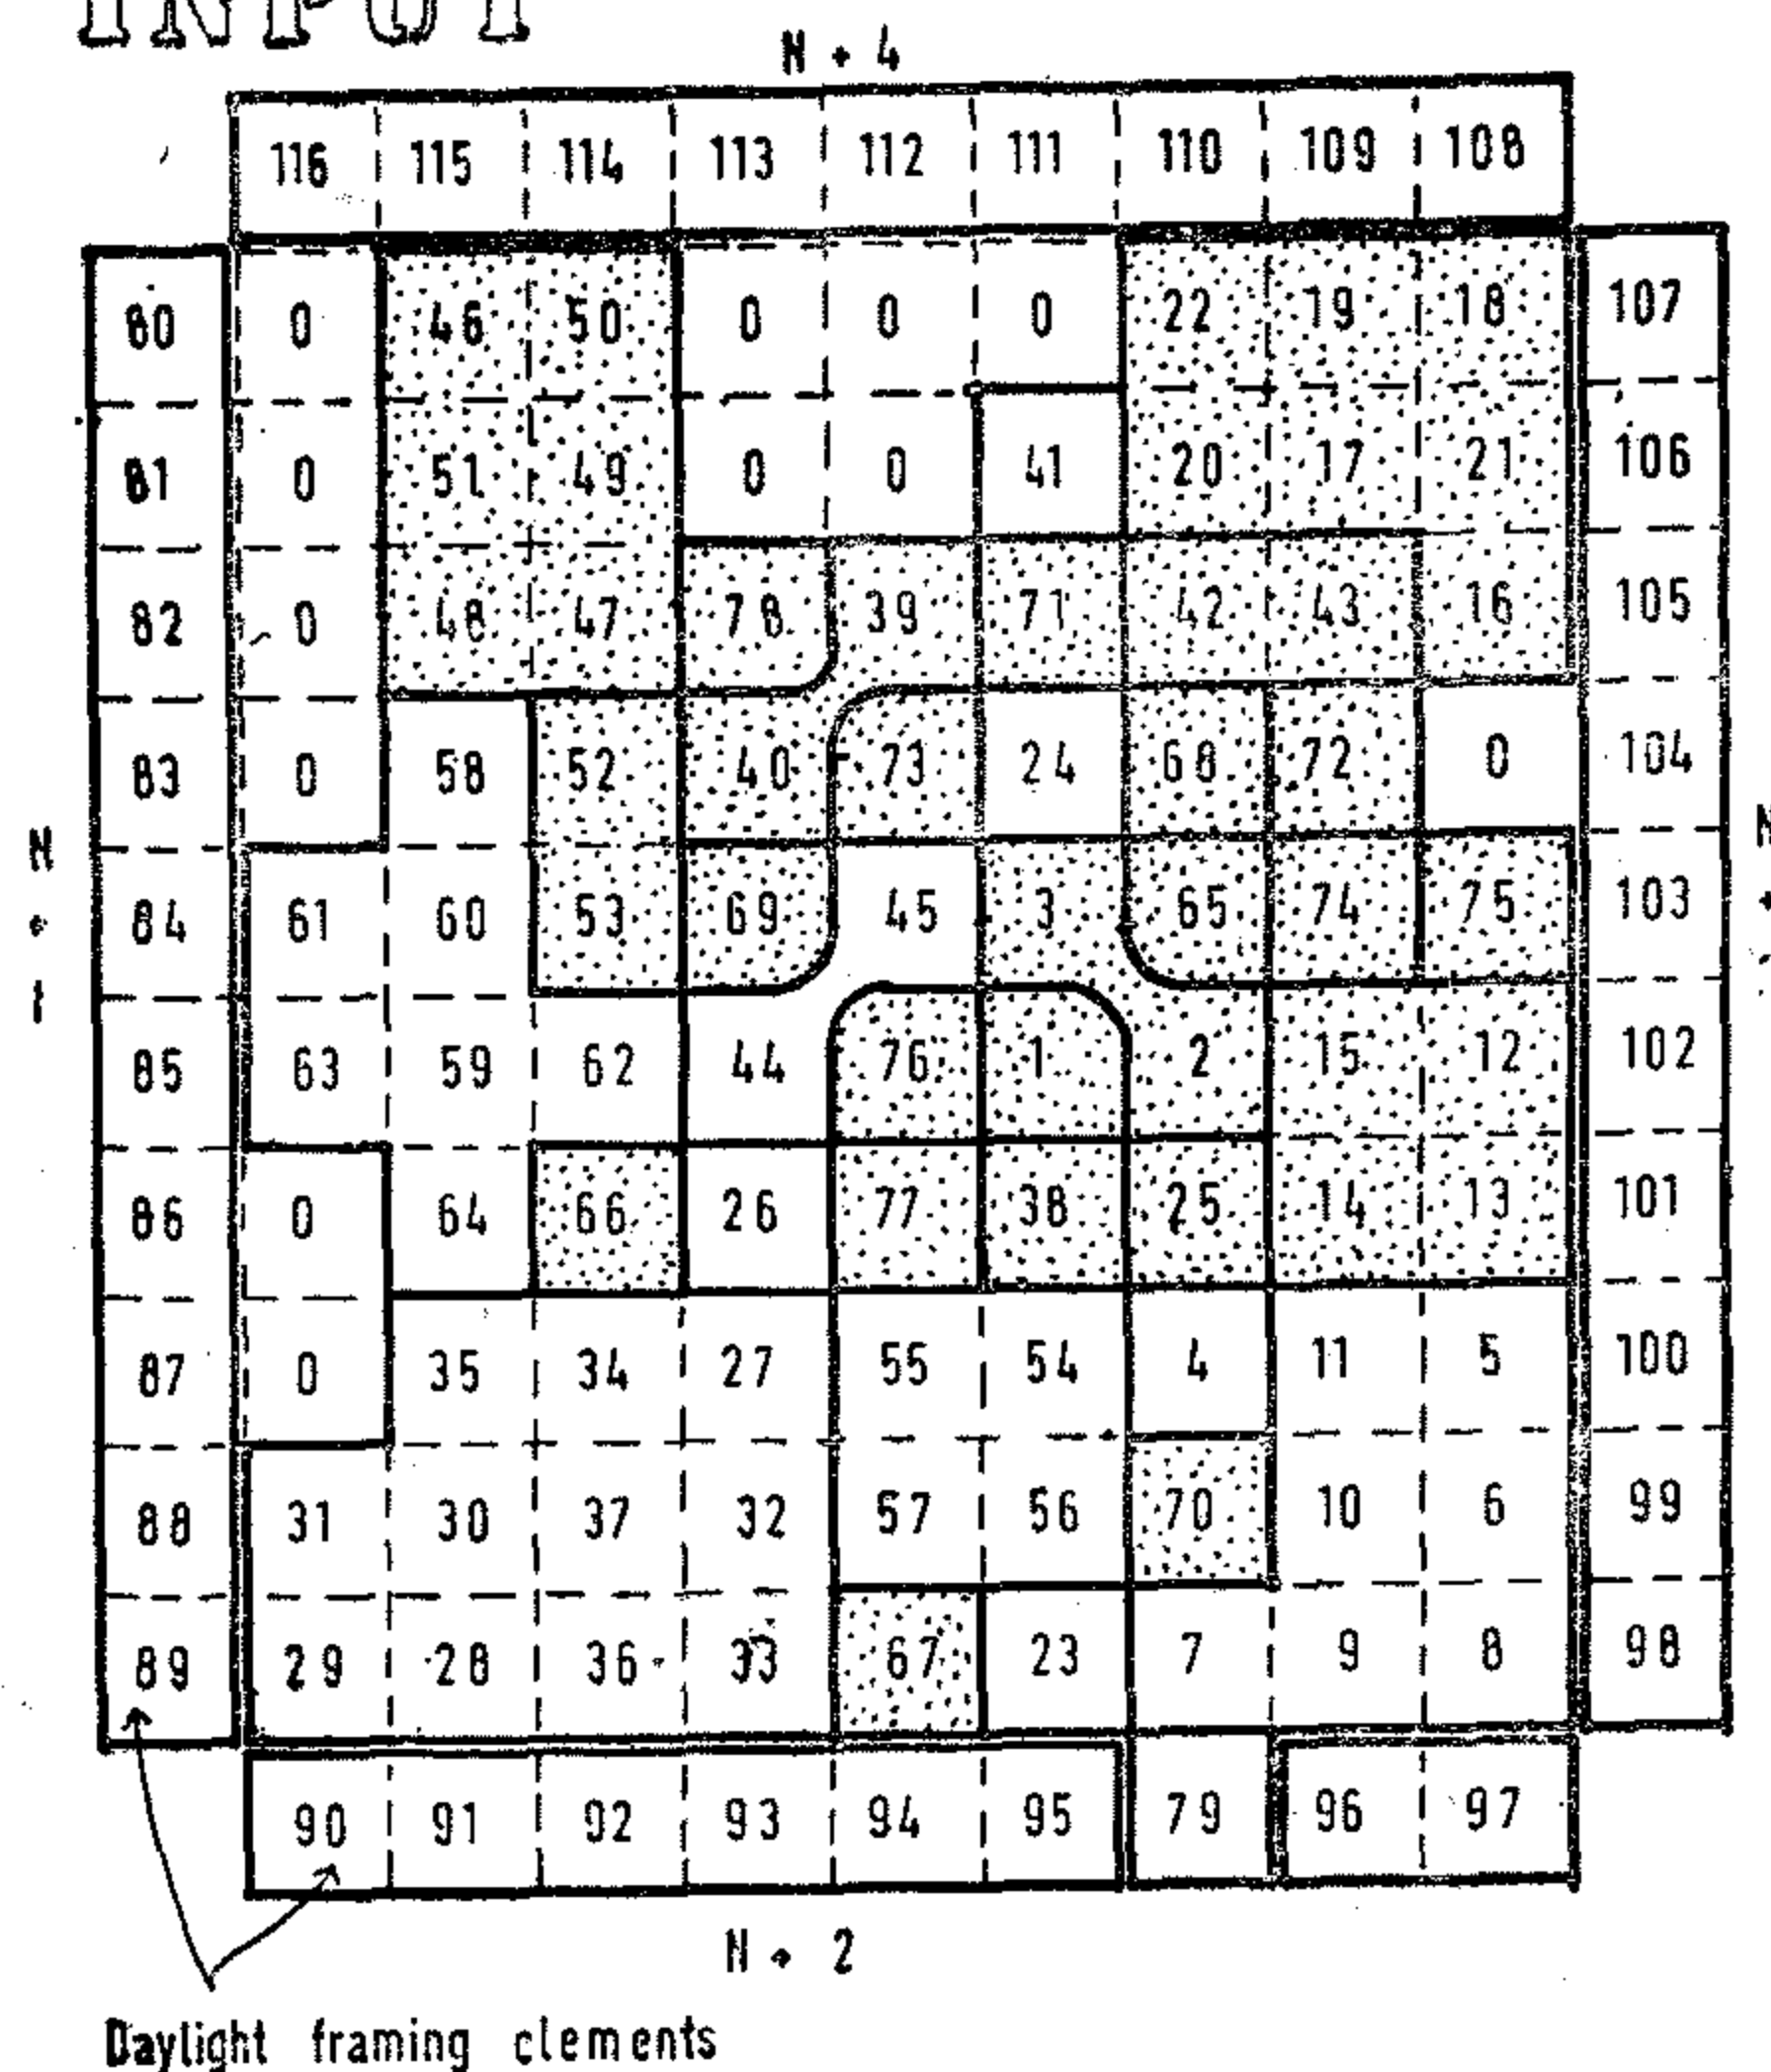 INPUT
N + 4
116 115 114 113 112 111 110 109 108
80 0 46 50 0 0 0 22 19 18 107
81 0 51 49 0 0 41 20 17 21 106
82 0 48 47 78 39 71 42 43 16 105
83 0 58 52 40 73 24 68 72 0 104
84 61 60 53 69 45 3 65 74 75 103
85 63 59 62 44 76 1 2 15 12 102
86 0 64 66 26 77 38 25 14 13 101
87 0 35 34 27 55 54 4 11 5 100
88 31 30 37 32 57 56 70 10 6 99
89 29 28 36 33 67 23 7 9 8 98
90 91 92 93 94 95 79 96 97
N + 1
N
N + 2
Daylight framing elements